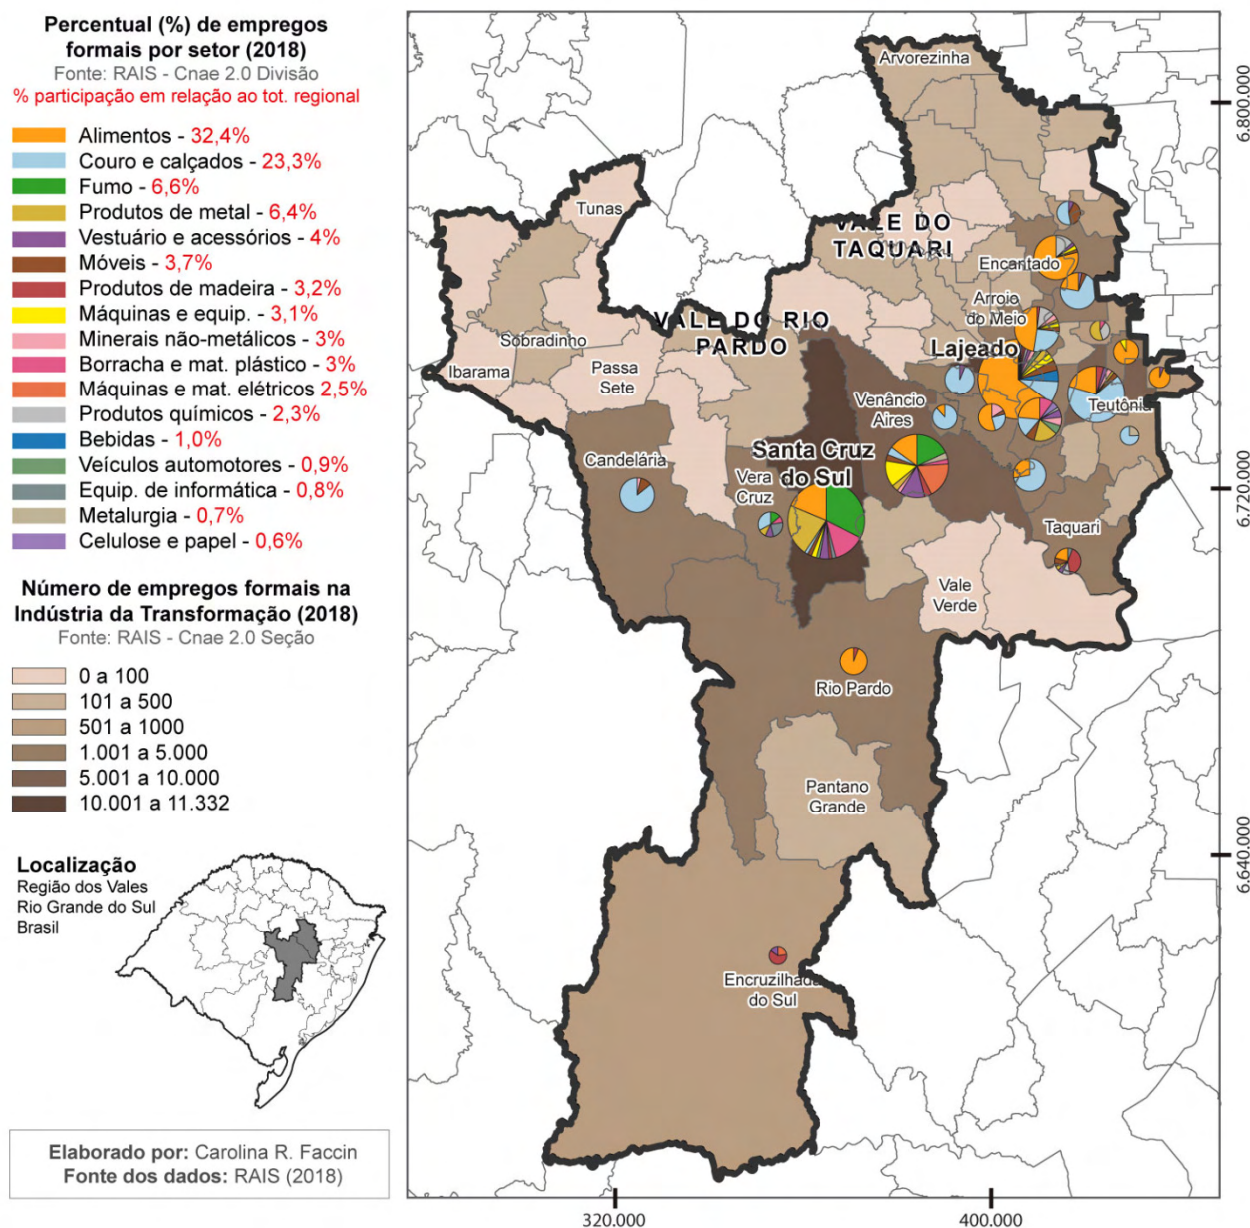 Percentual (%) de empregos
formais por setor (2018)
Fonte: RAIS - Cnae 2.0 Divisão
% participação em relação ao tot. regional
Alimentos - 32,4%
Couro e calçados - 23,3%
Fumo - 6,6%
Produtos de metal - 6,4%
Vestuário e acessórios - 4%
Móveis - 3,7%
Produtos de madeira - 3,2%
Máquinas e equip. - 3,1%
Minerais não-metálicos - 3%
Borracha e mat. plástico - 3%
Máquinas e mat. elétricos 2,5%
Produtos químicos - 2,3%
Bebidas - 1,0%
Veículos automotores - 0,9%
Equip. de informática - 0,8%
Metalurgia - 0,7%
Celulose e papel - 0,6%
Número de empregos formais na
Indústria da Transformação (2018)
Fonte: RAIS - Cnae 2.0 Seção
0 a 100
101 a 500
501 a 1000
1.001 a 5.000
5.001 a 10.000
10.001 a 11.332
Localização
Região dos Vales
Rio Grande do Sul
Brasil
Elaborado por: Carolina R. Faccin
Fonte dos dados: RAIS (2018)
Arvorezinha
Tunas
VALE DO
TAQUARI
Encantado
Arroio
do Meio
VALE DO RIO
PARDO
Sobradinho
Lajeado
Ibarama
Passa
Sete
Venâncio
Aires
Teutônia
Santa Cruz
do Sul
Candelária
Vera
Cruz
Taquari
Vale
Verde
Rio Pardo
Pantano
Grande
Encruzilhada
do Sul
6.800.000
6.720.000
6.640.000
320.000
400.000